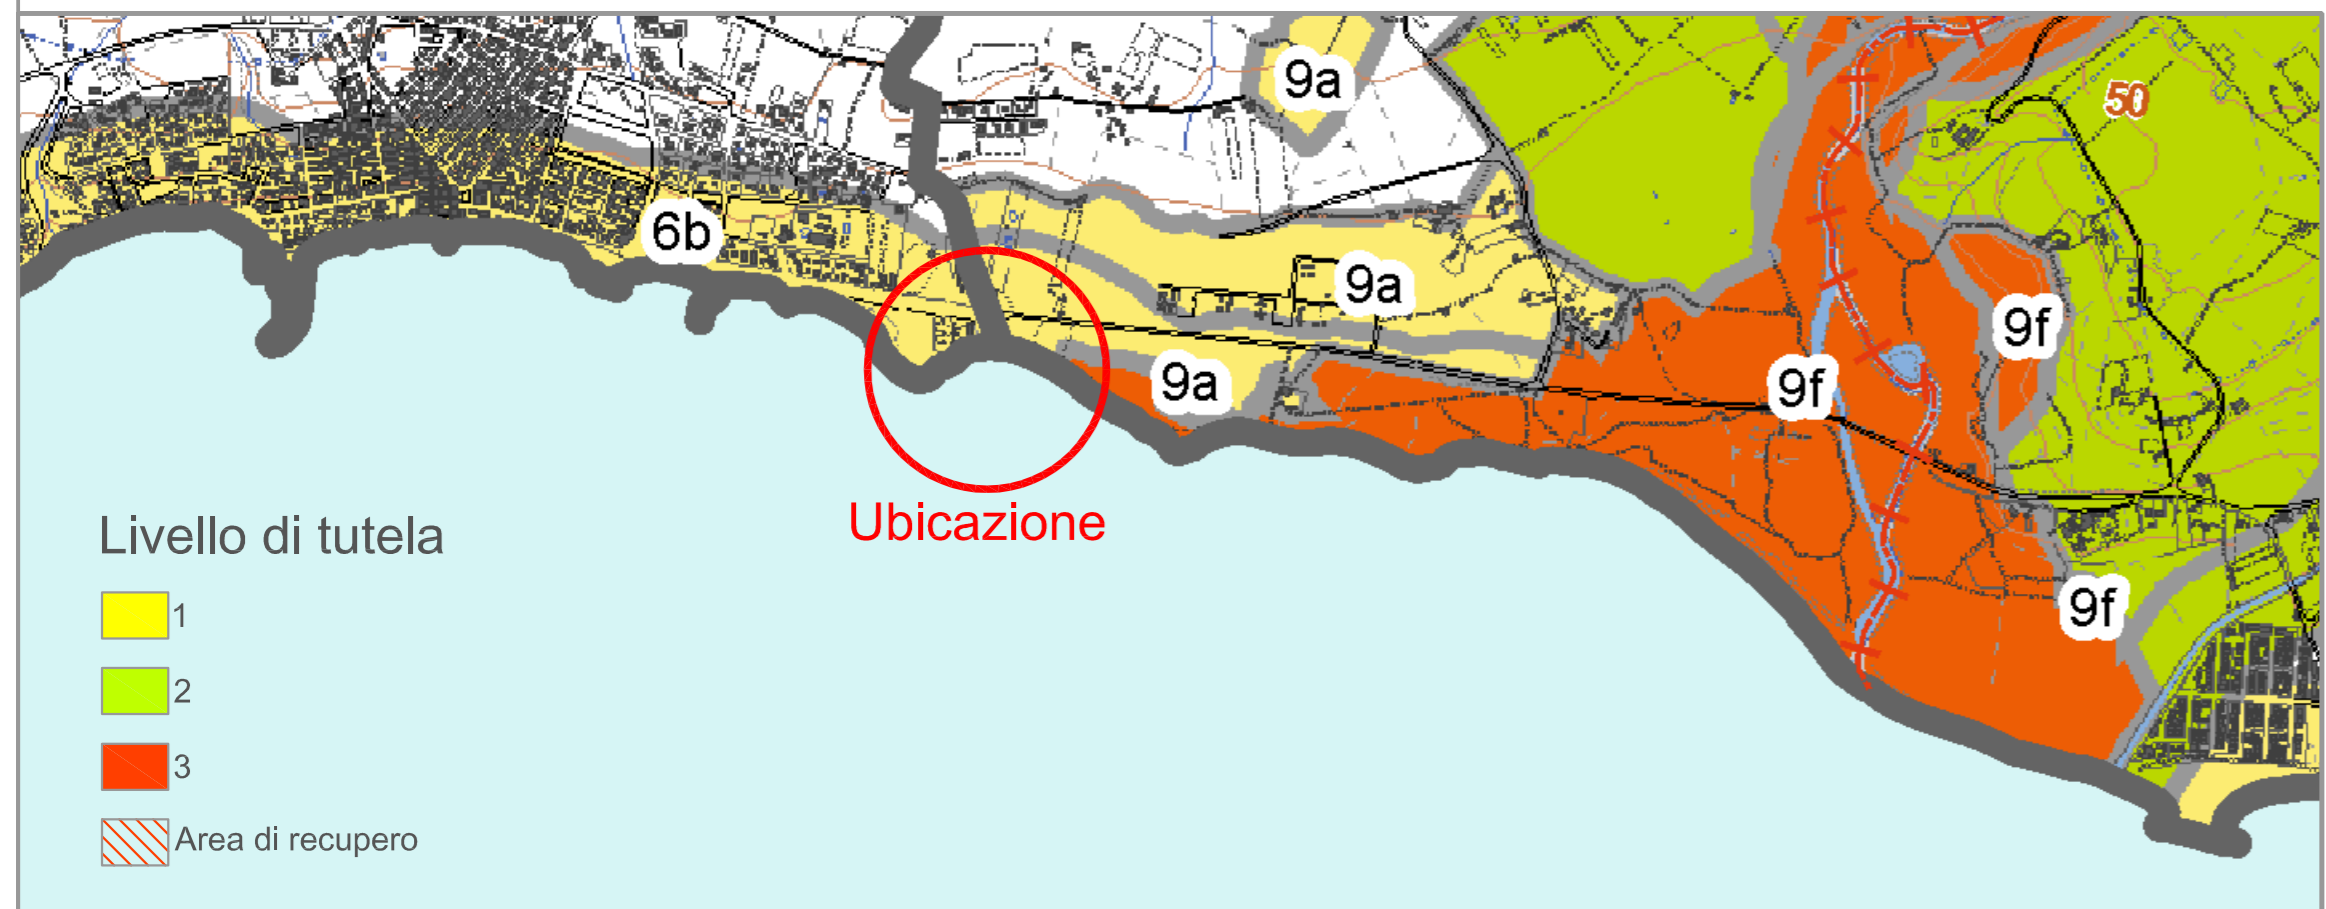 9a
50
6b
9a
9f
9a
9f
Ubicazione
Livello di tutela
1
9f
2
3
Area di recupero